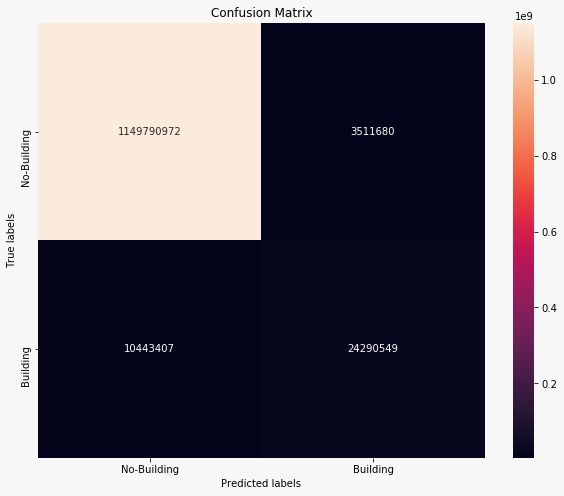 Confusion Matrix
1e9
1149790972
3511680
10443407
24290549
No-Building
Building
True labels
No-Building
Building
Predicted labels
1.0
0.8
0.6
0.4
0.2